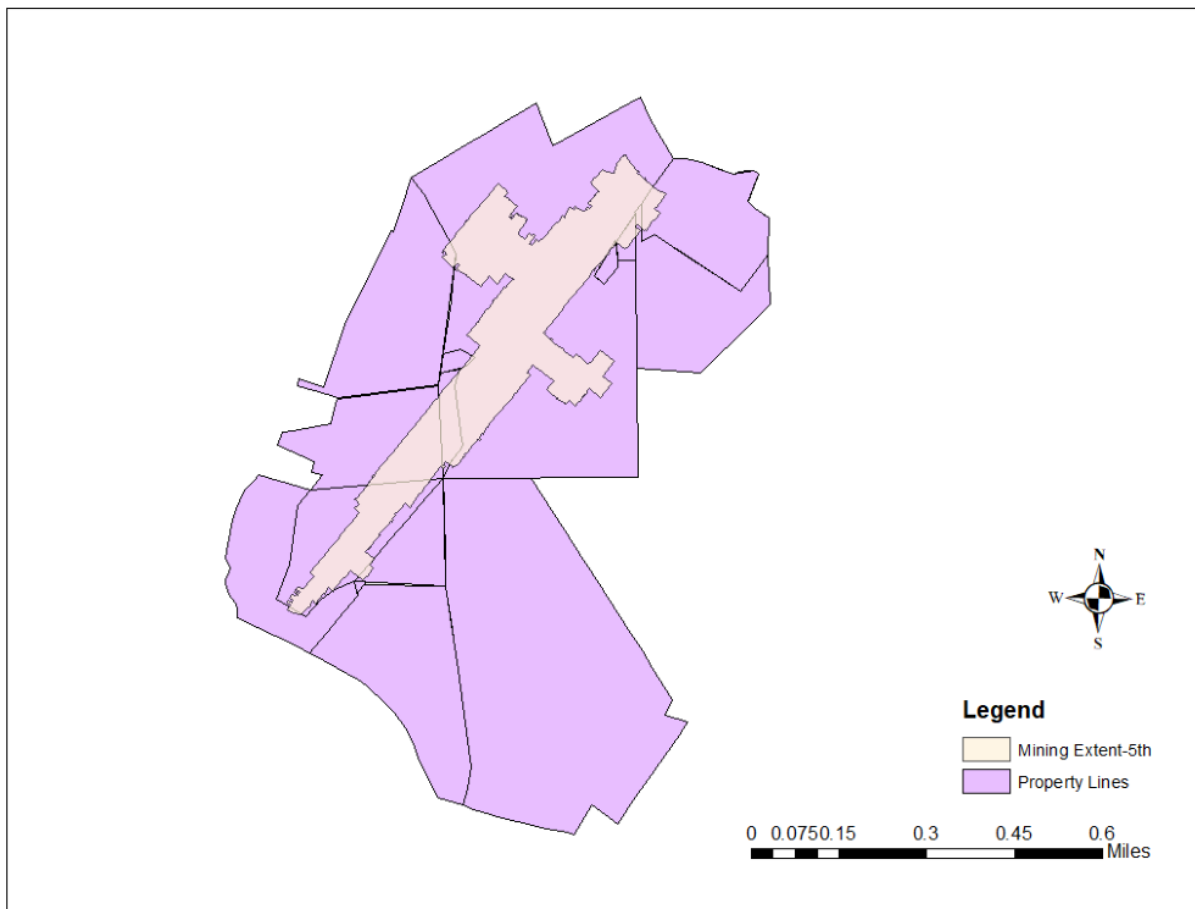 N
W E
S
Legend
Mining Extent-5th
Property Lines
0 0.0750.15 0.3 0.45 0.6
Miles